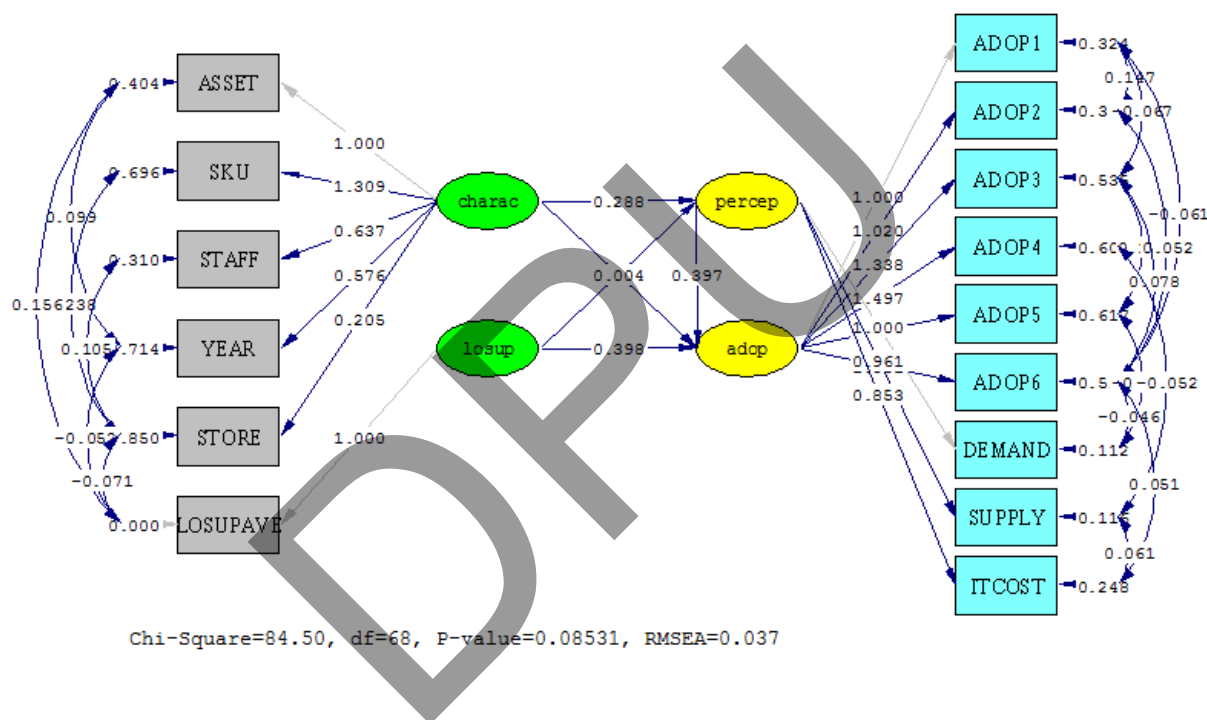 ADOP1
0.324
0.404
ASSET
0.147
ADOP2
0.3
-0.067
1.000
0.696
SKU
1.309
charac
0.288
percep
ADOP3
0.535
0.099
0.637
1.000
-0.061
1.020
0.310
STAFF
0.576
0.004
0.397
1.338
ADOP4
0.052
0.078
0.156
238
0.205
1.497
ADOP5
1.000
0.105
.714
YEAR
losup
0.398
adop
0.961
ADOP6
0.5
-0.052
0.853
-0.046
.850
STORE
1.000
DEMAND
0.112
-0.071
0.051
0.000
LOSUPAVE
SUPPLY
0.061
ITCOST
0.248
Chi-Square=84.50, df=68, P-value=0.08531, RMSEA=0.037
DPU